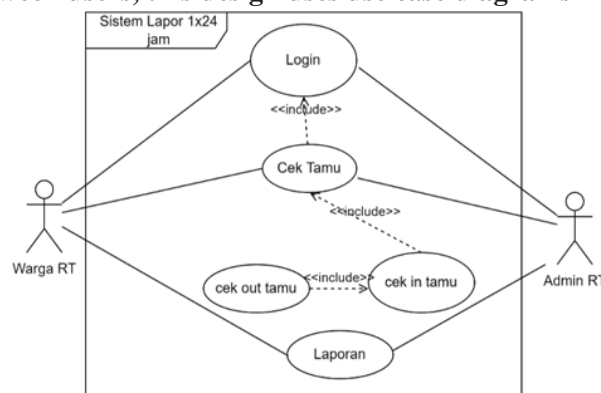 Sistem Lapor 1x24
jam
Login
<<include>>
Cek Tamu
<<include>>
Warga RT
Admin RT
<<include>>
cek out tamu
cek in tamu
Laporan